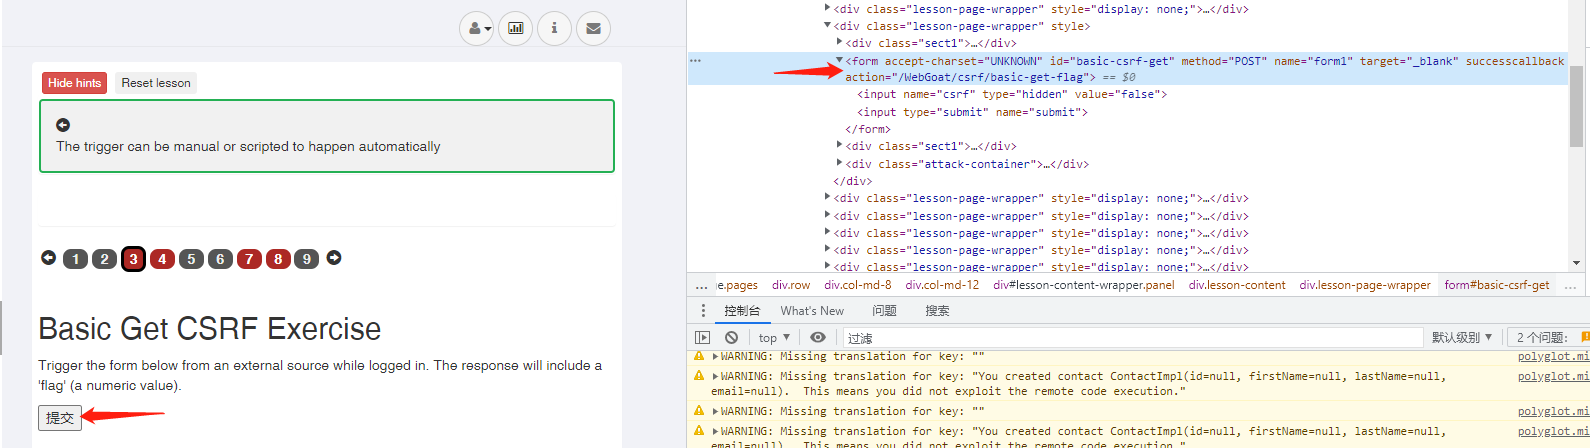 Hide hints
Reset lesson
The trigger can be manual or scripted to happen automatically
1 2 3 4 5 6 7 8 9
Basic Get CSRF Exercise
Trigger the form below from an external source while logged in. The response will include a
'flag' (a numeric value).
提交
<div class="lesson-page-wrapper" style="display: none;">…</div>
<div class="lesson-page-wrapper" style>
<div class="sect1">…</div>
<form accept-charset="UNKNOWN" id="basic-csrf-get" method="POST" name="form1" target="_blank" successcallback
action="/WebGoat/csrf/basic-get-flag"> == $0
<input name="csrf" type="hidden" value="false">
<input type="submit" name="submit">
</form>
<div class="sect1">…</div>
<div class="attack-container">…</div>
</div>
<div class="lesson-page-wrapper" style="display: none;">…</div>
<div class="lesson-page-wrapper" style="display: none;">…</div>
<div class="lesson-page-wrapper" style="display: none;">…</div>
<div class="lesson-page-wrapper" style="display: none;">…</div>
<div class="lesson-page-wrapper" style="display: none;">…</div>
… ıe.pages div.row div.col-md-8 div.col-md-12 div#lesson-content-wrapper.panel div.lesson-content div.lesson-page-wrapper form#basic-csrf-get …
控制台 What's New 问题 搜索
top 过滤 默认级别 2 个问题:
WARNING: Missing translation for key: "" polyglot.mi
WARNING: Missing translation for key: "You created contact ContactImpl(id=null, firstName=null, lastName=null, polyglot.mi
email=null). This means you did not exploit the remote code execution."
WARNING: Missing translation for key: "" polyglot.mi
WARNING: Missing translation for key: "You created contact ContactImpl(id=null, firstName=null, lastName=null, polyglot.mi
email=null). This means you did not exploit the remote code execution."